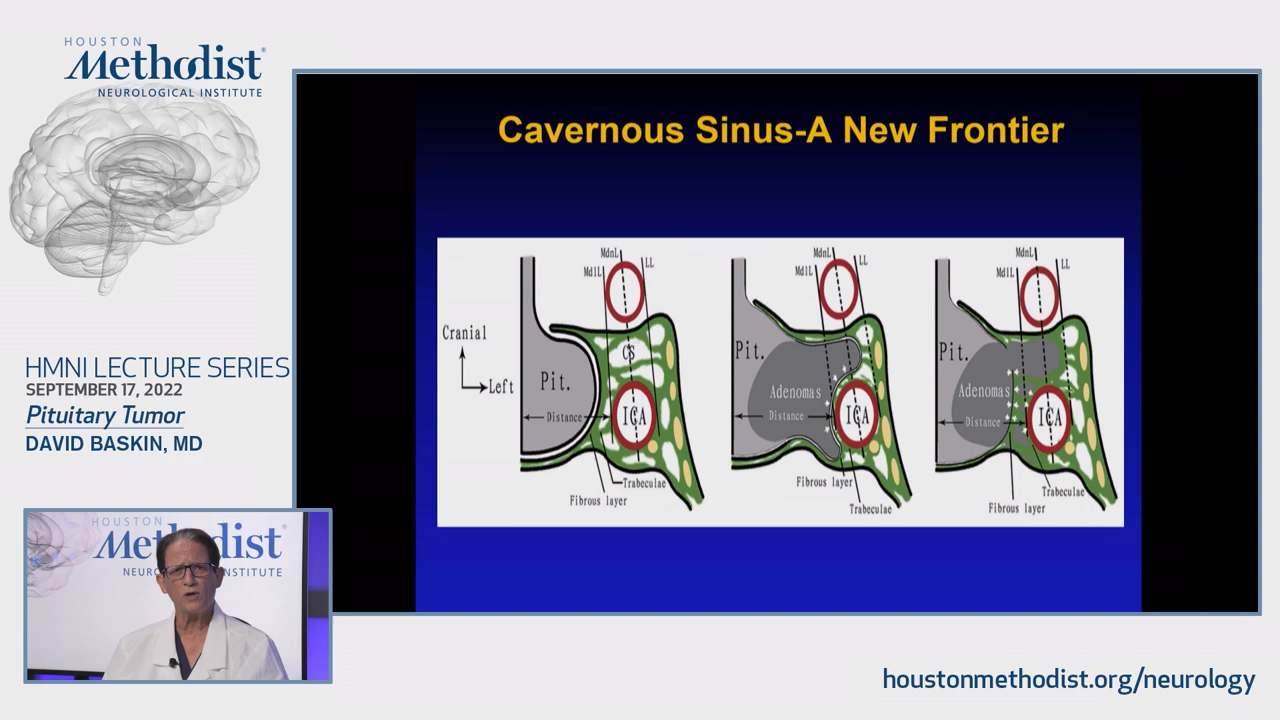 HOUSTON
Methodist®
NEUROLOGICAL INSTITUTE
HMNI LECTURE SERIES
SEPTEMBER 17, 2022
Pituitary Tumor
DAVID BASKIN, MD
Cavernous Sinus-A New Frontier
MdnL
MdlL
LL
Cranial
Left
CS
Pit.
Distance
ICA
Trabeculae
Fibrous layer
MdnL
MdlL
LL
Pit.
Adenomas
Distance
ICA
Fibrous layer
Trabeculae
MdnL
MdlL
LL
Pit.
Adenomas
Distance
ICA
Trabeculae
Fibrous layer
HOUSTON
Methodist®
NEURO NSTITUTE
houstonmethodist.org/neurology